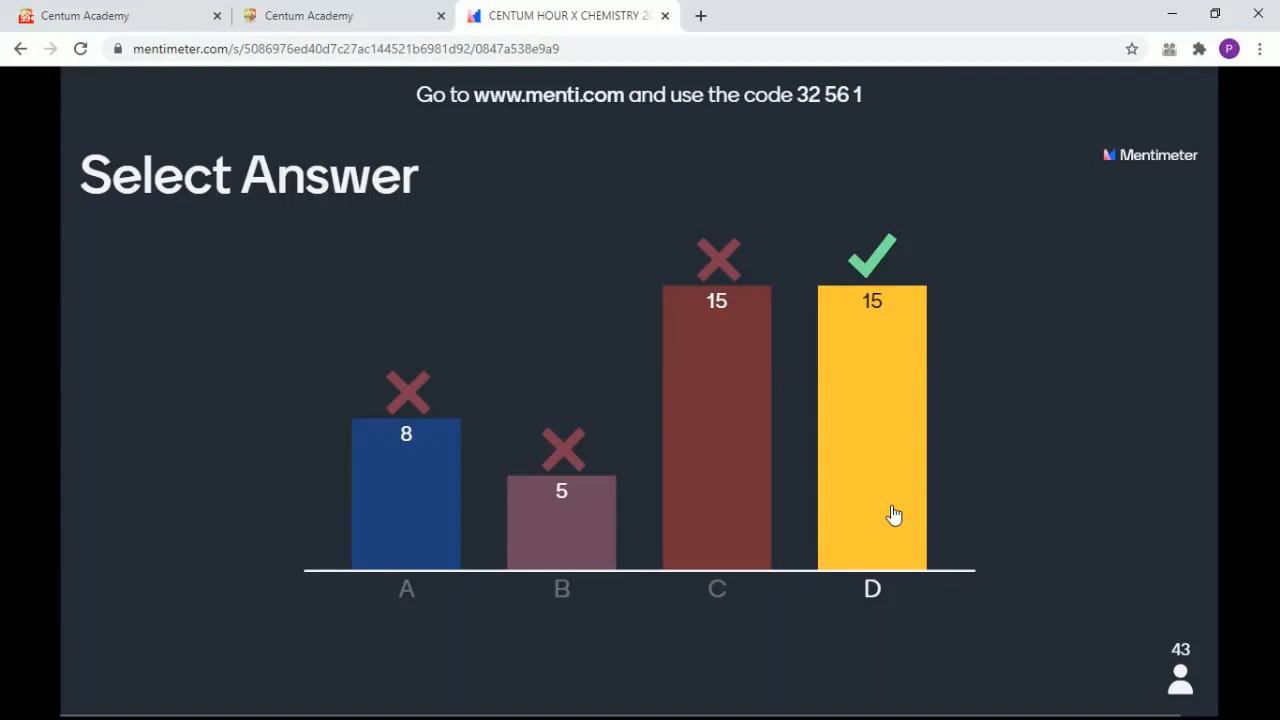 Centum Academy
Centum Academy
CENTUM HOUR X CHEMISTRY 20
mentimeter.com/s/5086976ed40d7c27ac144521b6981d92/0847a538e9a9
P
Go to www.menti.com and use the code 32 56 1
Mentimeter
Select Answer
15
15
8
5
A
B
C
D
43